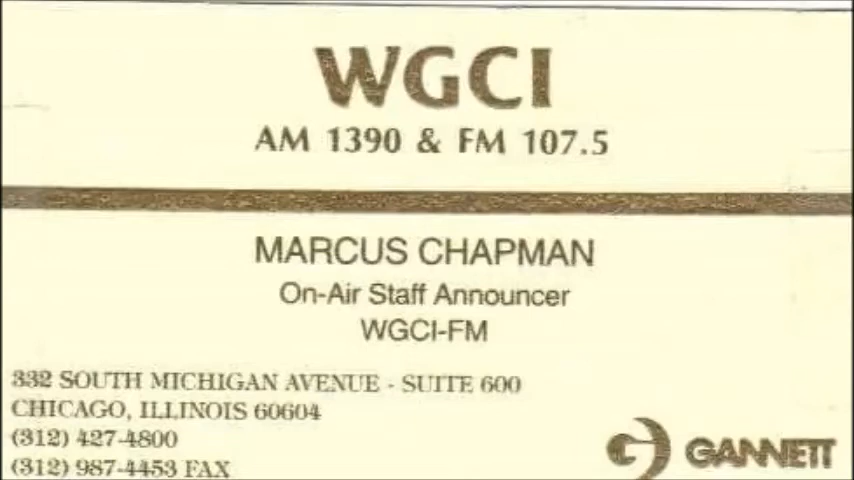 WGCI
AM 1390 & FM 107.5
MARCUS CHAPMAN
On-Air Staff Announcer
WGCI-FM
332 SOUTH MICHIGAN AVENUE - SUITE 600
CHICAGO, ILLINOIS 60604
(312) 427-4800
(312) 987-4453 FAX
GANNETT